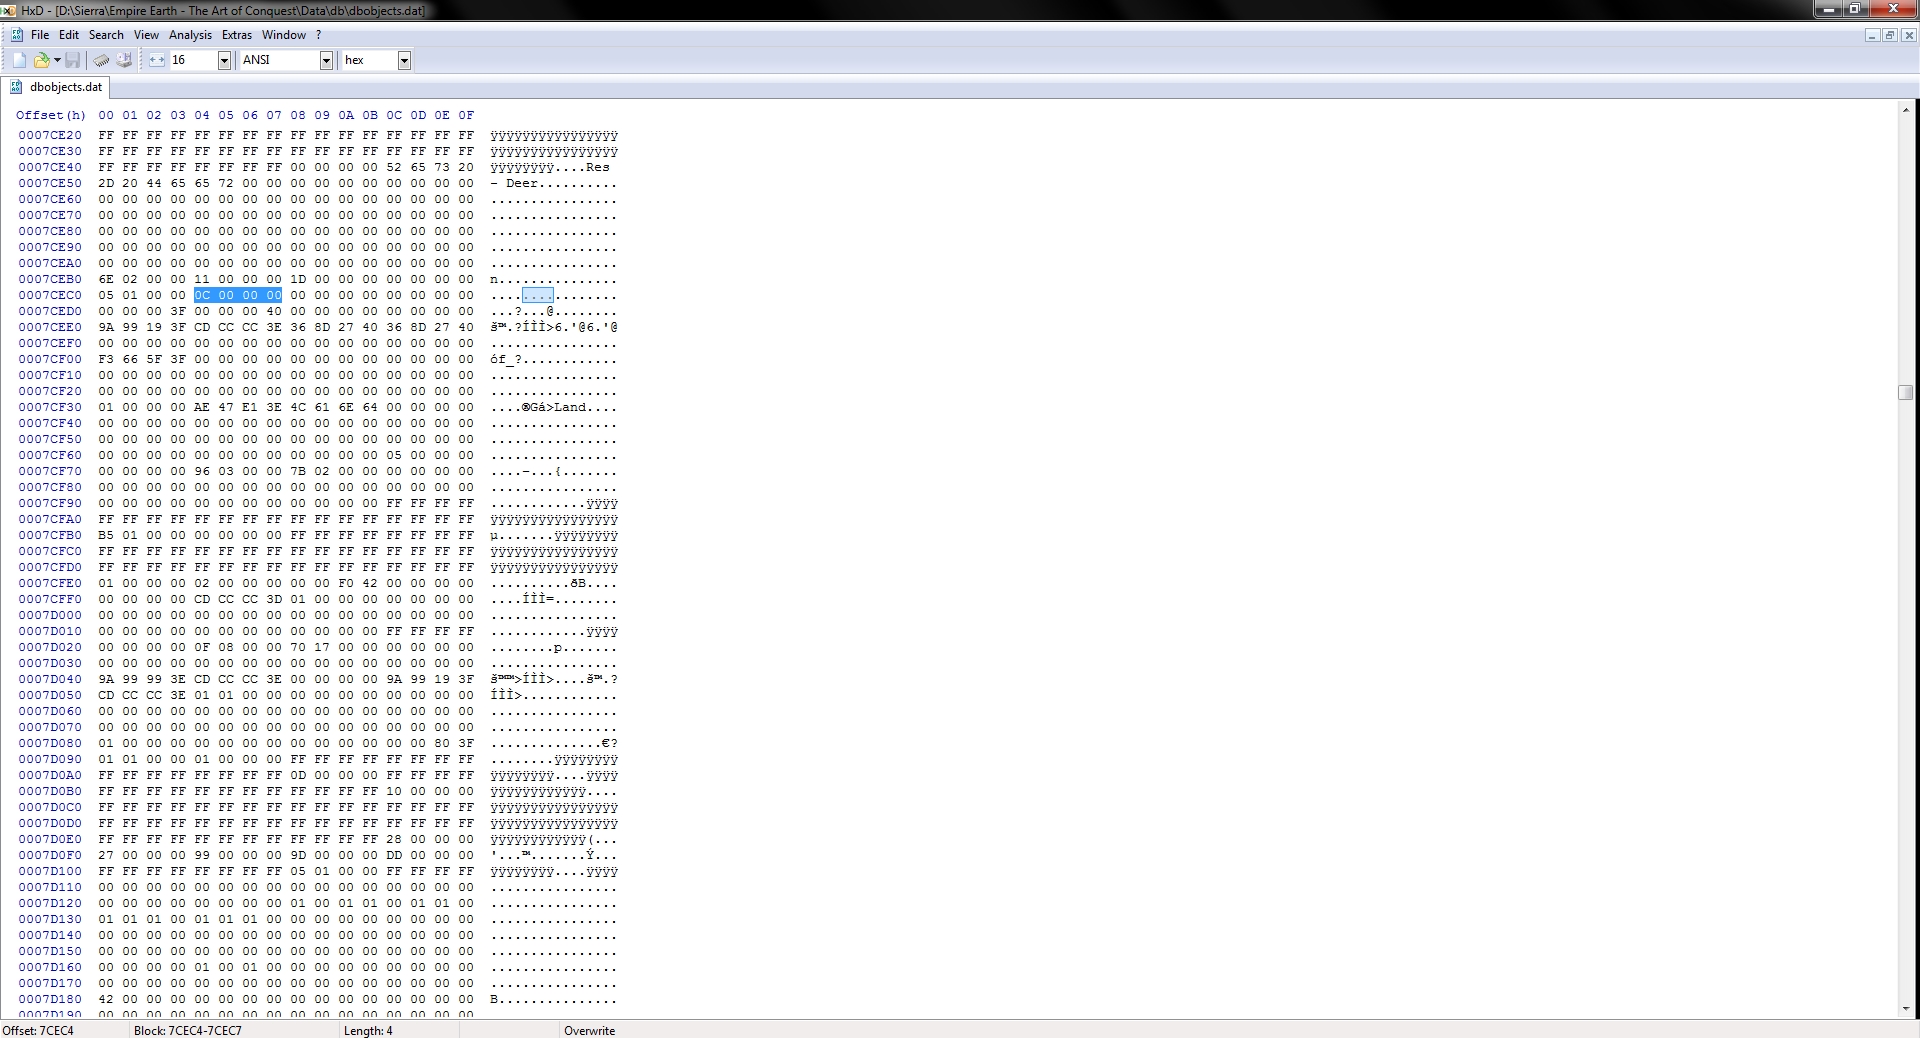 HxD - [D:\Sierra\Empire Earth - The Art of Conquest\Data\db\dbobjects.dat]
File Edit Search View Analysis Extras Window ?
16 ANSI hex
dbobjects.dat
Offset(h) 00 01 02 03 04 05 06 07 08 09 0A 0B 0C 0D 0E 0F
0007CE20 FF FF FF FF FF FF FF FF FF FF FF FF FF FF FF FF ÿÿÿÿÿÿÿÿÿÿÿÿÿÿÿÿ
0007CE30 FF FF FF FF FF FF FF FF FF FF FF FF FF FF FF FF ÿÿÿÿÿÿÿÿÿÿÿÿÿÿÿÿ
0007CE40 FF FF FF FF FF FF FF FF 00 00 00 00 52 65 73 20 ÿÿÿÿÿÿÿÿ....Res
0007CE50 2D 20 44 65 65 72 00 00 00 00 00 00 00 00 00 00 - Deer..........
0007CE60 00 00 00 00 00 00 00 00 00 00 00 00 00 00 00 00 ................
0007CE70 00 00 00 00 00 00 00 00 00 00 00 00 00 00 00 00 ................
0007CE80 00 00 00 00 00 00 00 00 00 00 00 00 00 00 00 00 ................
0007CE90 00 00 00 00 00 00 00 00 00 00 00 00 00 00 00 00 ................
0007CEA0 00 00 00 00 00 00 00 00 00 00 00 00 00 00 00 00 ................
0007CEB0 6E 02 00 00 11 00 00 00 1D 00 00 00 00 00 00 00 n...............
0007CEC0 05 01 00 00 0C 00 00 00 00 00 00 00 00 00 00 00 ................
0007CED0 00 00 00 3F 00 00 00 40 00 00 00 00 00 00 00 00 ...?...@........
0007CEE0 9A 99 19 3F CD CC CC 3E 36 8D 27 40 36 8D 27 40 š™.?ÍÌÌ>6.'@6.'@
0007CEF0 00 00 00 00 00 00 00 00 00 00 00 00 00 00 00 00 ................
0007CF00 F3 66 5F 3F 00 00 00 00 00 00 00 00 00 00 00 00 óf_?............
0007CF10 00 00 00 00 00 00 00 00 00 00 00 00 00 00 00 00 ................
0007CF20 00 00 00 00 00 00 00 00 00 00 00 00 00 00 00 00 ................
0007CF30 01 00 00 00 AE 47 E1 3E 4C 61 6E 64 00 00 00 00 ....®Gá>Land....
0007CF40 00 00 00 00 00 00 00 00 00 00 00 00 00 00 00 00 ................
0007CF50 00 00 00 00 00 00 00 00 00 00 00 00 00 00 00 00 ................
0007CF60 00 00 00 00 00 00 00 00 00 00 00 00 05 00 00 00 ................
0007CF70 00 00 00 00 96 03 00 00 7B 02 00 00 00 00 00 00 ....–...{.......
0007CF80 00 00 00 00 00 00 00 00 00 00 00 00 00 00 00 00 ................
0007CF90 00 00 00 00 00 00 00 00 00 00 00 00 FF FF FF FF ............ÿÿÿÿ
0007CFA0 FF FF FF FF FF FF FF FF FF FF FF FF FF FF FF FF ÿÿÿÿÿÿÿÿÿÿÿÿÿÿÿÿ
0007CFB0 B5 01 00 00 00 00 00 00 FF FF FF FF FF FF FF FF µ.......ÿÿÿÿÿÿÿÿ
0007CFC0 FF FF FF FF FF FF FF FF FF FF FF FF FF FF FF FF ÿÿÿÿÿÿÿÿÿÿÿÿÿÿÿÿ
0007CFD0 FF FF FF FF FF FF FF FF FF FF FF FF FF FF FF FF ÿÿÿÿÿÿÿÿÿÿÿÿÿÿÿÿ
0007CFE0 01 00 00 00 02 00 00 00 00 00 F0 42 00 00 00 00 ..........ðB....
0007CFF0 00 00 00 00 CD CC CC 3D 01 00 00 00 00 00 00 00 ....ÍÌÌ=........
0007D000 00 00 00 00 00 00 00 00 00 00 00 00 00 00 00 00 ................
0007D010 00 00 00 00 00 00 00 00 00 00 00 00 FF FF FF FF ............ÿÿÿÿ
0007D020 00 00 00 00 0F 08 00 00 70 17 00 00 00 00 00 00 ........p.......
0007D030 00 00 00 00 00 00 00 00 00 00 00 00 00 00 00 00 ................
0007D040 9A 99 99 3E CD CC CC 3E 00 00 00 00 9A 99 19 3F š™™>ÍÌÌ>....š™.?
0007D050 CD CC CC 3E 01 01 00 00 00 00 00 00 00 00 00 00 ÍÌÌ>............
0007D060 00 00 00 00 00 00 00 00 00 00 00 00 00 00 00 00 ................
0007D070 00 00 00 00 00 00 00 00 00 00 00 00 00 00 00 00 ................
0007D080 01 00 00 00 00 00 00 00 00 00 00 00 00 00 80 3F ..............€?
0007D090 01 01 00 00 01 00 00 00 FF FF FF FF FF FF FF FF ........ÿÿÿÿÿÿÿÿ
0007D0A0 FF FF FF FF FF FF FF FF 0D 00 00 00 FF FF FF FF ÿÿÿÿÿÿÿÿ....ÿÿÿÿ
0007D0B0 FF FF FF FF FF FF FF FF FF FF FF FF 10 00 00 00 ÿÿÿÿÿÿÿÿÿÿÿÿ....
0007D0C0 FF FF FF FF FF FF FF FF FF FF FF FF FF FF FF FF ÿÿÿÿÿÿÿÿÿÿÿÿÿÿÿÿ
0007D0D0 FF FF FF FF FF FF FF FF FF FF FF FF FF FF FF FF ÿÿÿÿÿÿÿÿÿÿÿÿÿÿÿÿ
0007D0E0 FF FF FF FF FF FF FF FF FF FF FF FF 28 00 00 00 ÿÿÿÿÿÿÿÿÿÿÿÿ(...
0007D0F0 27 00 00 00 99 00 00 00 9D 00 00 00 DD 00 00 00 '...™.......Ý...
0007D100 FF FF FF FF FF FF FF FF 05 01 00 00 FF FF FF FF ÿÿÿÿÿÿÿÿ....ÿÿÿÿ
0007D110 00 00 00 00 00 00 00 00 00 00 00 00 00 00 00 00 ................
0007D120 00 00 00 00 00 00 00 00 01 00 01 01 00 01 01 00 ................
0007D130 01 01 01 00 01 01 01 00 00 00 00 00 00 00 00 00 ................
0007D140 00 00 00 00 00 00 00 00 00 00 00 00 00 00 00 00 ................
0007D150 00 00 00 00 00 00 00 00 00 00 00 00 00 00 00 00 ................
0007D160 00 00 00 00 01 00 01 00 00 00 00 00 00 00 00 00 ................
0007D170 00 00 00 00 00 00 00 00 00 00 00 00 00 00 00 00 ................
0007D180 42 00 00 00 00 00 00 00 00 00 00 00 00 00 00 00 B...............
0007D190 00 00 00 00 00 00 00 00 00 00 00 00 00 00 00 00
Offset: 7CEC4 Block: 7CEC4-7CEC7 Length: 4 Overwrite